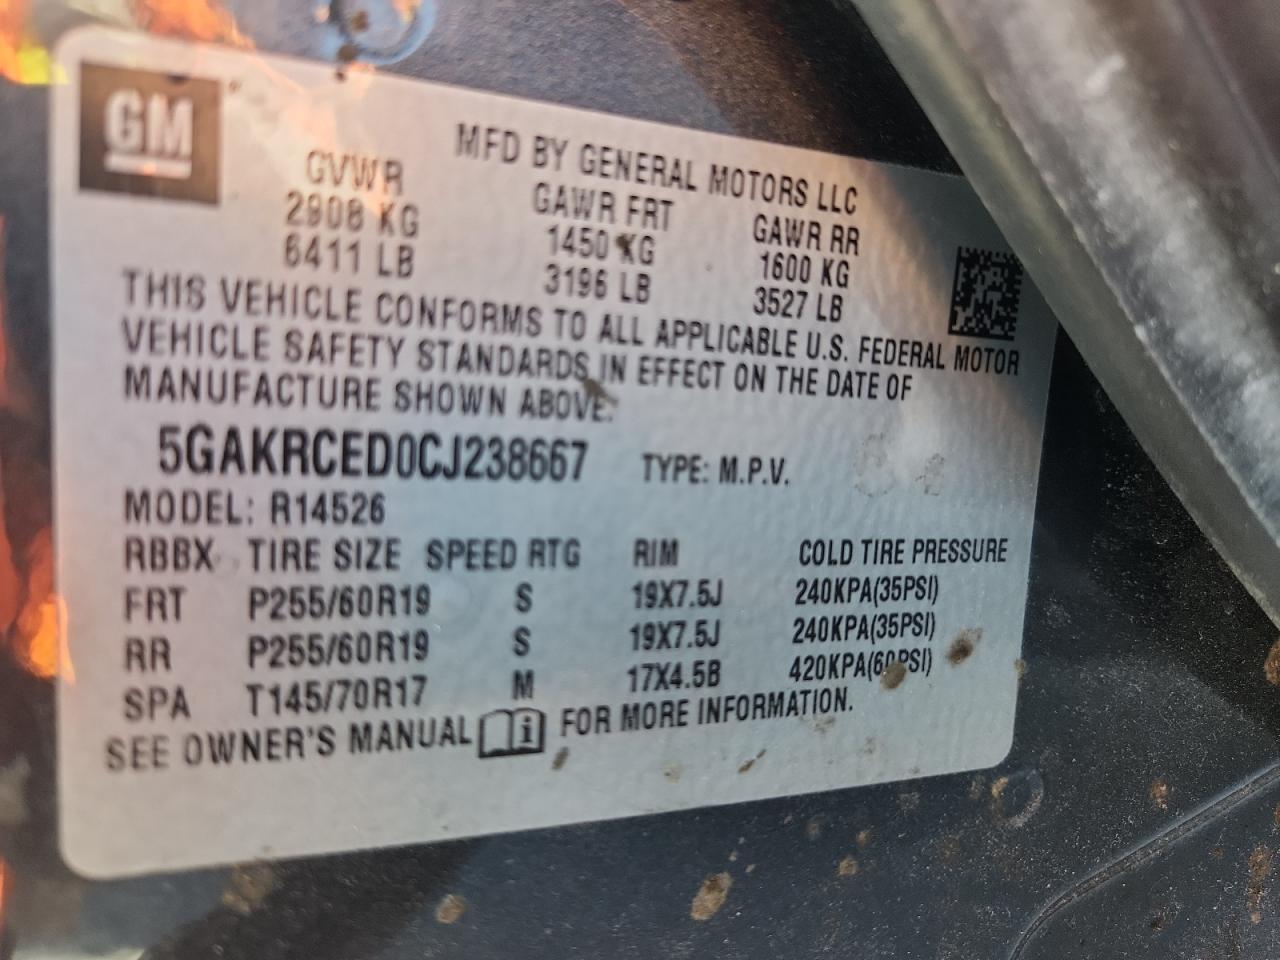 GM
MFD BY GENERAL MOTORS LLC
GVWR GAWR FRT GAWR RR
2908 KG 1450 KG 1600 KG
6411 LB 3196 LB 3527 LB
THIS VEHICLE CONFORMS TO ALL APPLICABLE U.S. FEDERAL MOTOR
VEHICLE SAFETY STANDARDS IN EFFECT ON THE DATE OF
MANUFACTURE SHOWN ABOVE.
5GAKRCED0CJ238667 TYPE: M.P.V.
MODEL: R14526
RBBX TIRE SIZE SPEED RTG RIM COLD TIRE PRESSURE
FRT P255/60R19 S 19X7.5J 240KPA(35PSI)
RR P255/60R19 S 19X7.5J 240KPA(35PSI)
SPA T145/70R17 M 17X4.5B 420KPA(60PSI)
SEE OWNER'S MANUAL i FOR MORE INFORMATION.